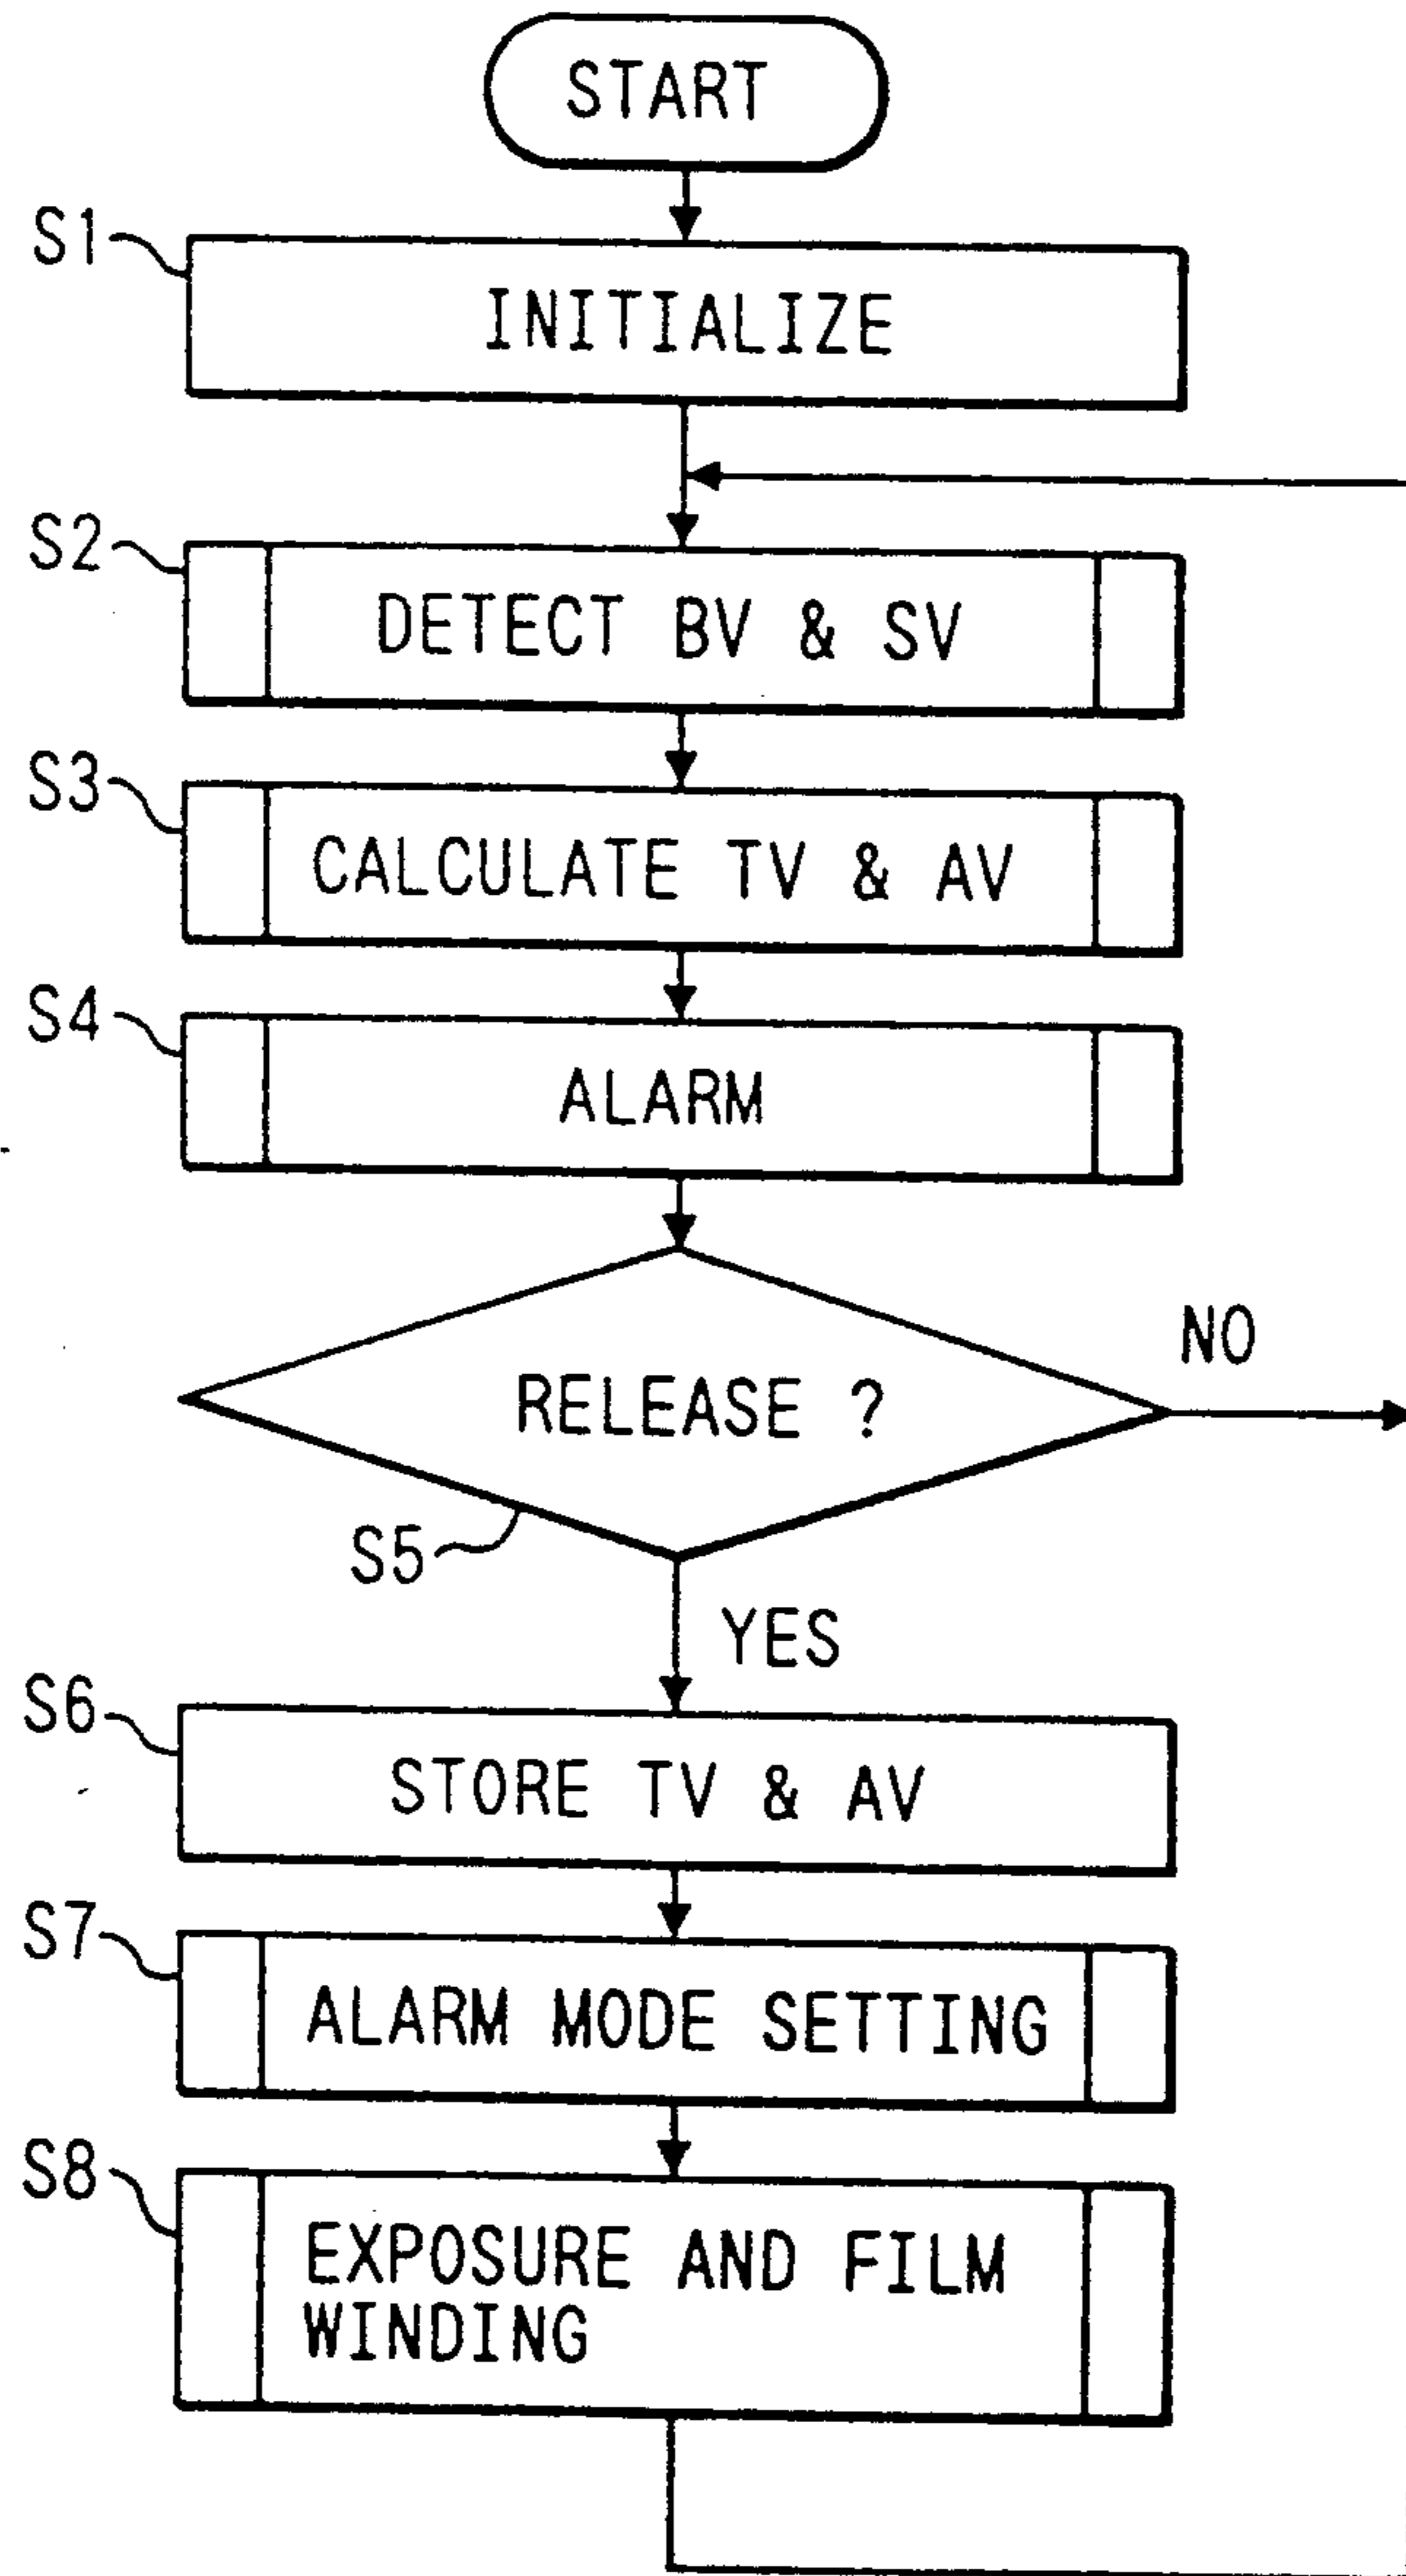 START
S1
INITIALIZE
S2
DETECT BV & SV
S3
CALCULATE TV & AV
S4
ALARM
NO
RELEASE ?
S5
YES
S6
STORE TV & AV
S7
ALARM MODE SETTING
S8
EXPOSURE AND FILM
WINDING